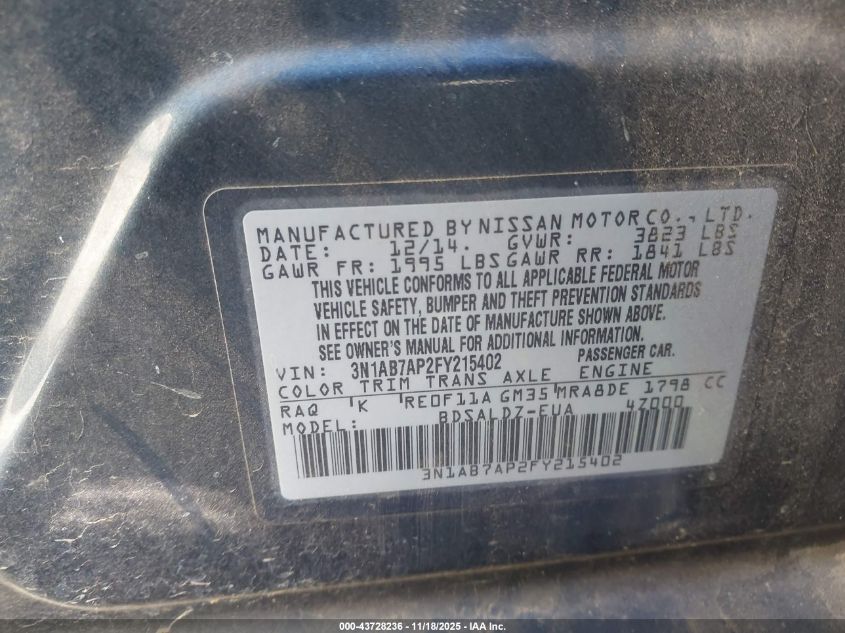 MANUFACTURED BY NISSAN MOTOR CO., LTD.
DATE: 12/14. GVWR: 3823 LBS
GAWR FR: 1995 LBS GAWR RR: 1841 LBS
THIS VEHICLE CONFORMS TO ALL APPLICABLE FEDERAL MOTOR
VEHICLE SAFETY, BUMPER AND THEFT PREVENTION STANDARDS
IN EFFECT ON THE DATE OF MANUFACTURE SHOWN ABOVE.
SEE OWNER'S MANUAL FOR ADDITIONAL INFORMATION.
VIN: 3N1AB7AP2FY215402 PASSENGER CAR.
COLOR TRIM TRANS AXLE ENGINE
RAQ 'K 'RE0F11A GM35'MRA8DE 1798 CC
MODEL: BDSALDZ-EUA 4Z000
3N1AB7AP2FY215402
000-43728236 - 11/18/2025 - IAA Inc.